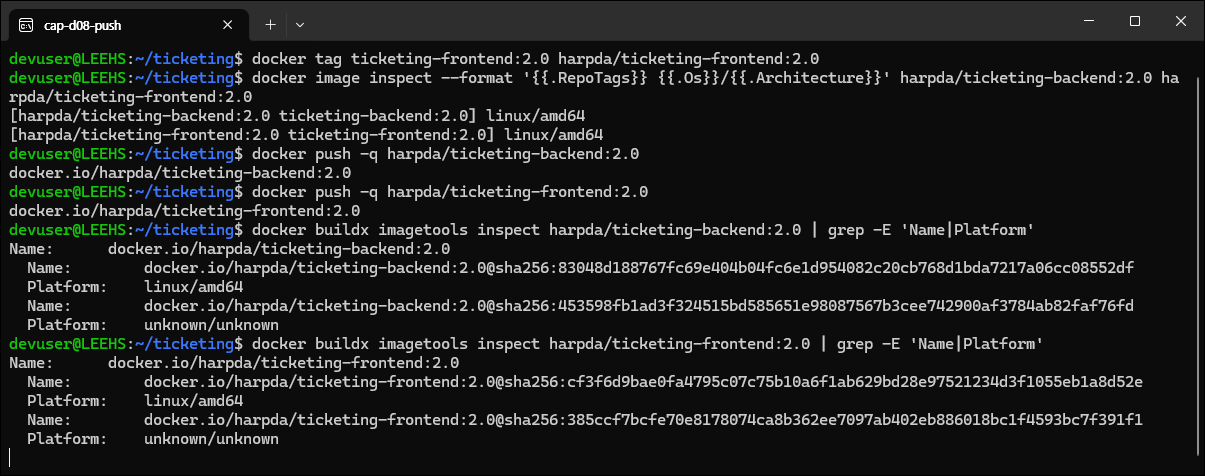 cap-d08-push
devuser@LEEHS:~/ticketing$ docker tag ticketing-frontend:2.0 harpda/ticketing-frontend:2.0
devuser@LEEHS:~/ticketing$ docker image inspect --format '{{.RepoTags}} {{.Os}}/{{.Architecture}}' harpda/ticketing-backend:2.0 ha
rpda/ticketing-frontend:2.0
[harpda/ticketing-backend:2.0 ticketing-backend:2.0] linux/amd64
[harpda/ticketing-frontend:2.0 ticketing-frontend:2.0] linux/amd64
devuser@LEEHS:~/ticketing$ docker push -q harpda/ticketing-backend:2.0
docker.io/harpda/ticketing-backend:2.0
devuser@LEEHS:~/ticketing$ docker push -q harpda/ticketing-frontend:2.0
docker.io/harpda/ticketing-frontend:2.0
devuser@LEEHS:~/ticketing$ docker buildx imagetools inspect harpda/ticketing-backend:2.0 | grep -E 'Name|Platform'
Name:      docker.io/harpda/ticketing-backend:2.0
  Name:        docker.io/harpda/ticketing-backend:2.0@sha256:83048d188767fc69e404b04fc6e1d954082c20cb768d1bda7217a06cc08552df
  Platform:    linux/amd64
  Name:        docker.io/harpda/ticketing-backend:2.0@sha256:453598fb1ad3f324515bd585651e98087567b3cee742900af3784ab82faf76fd
  Platform:    unknown/unknown
devuser@LEEHS:~/ticketing$ docker buildx imagetools inspect harpda/ticketing-frontend:2.0 | grep -E 'Name|Platform'
Name:      docker.io/harpda/ticketing-frontend:2.0
  Name:        docker.io/harpda/ticketing-frontend:2.0@sha256:cf3f6d9bae0fa4795c07c75b10a6f1ab629bd28e97521234d3f1055eb1a8d52e
  Platform:    linux/amd64
  Name:        docker.io/harpda/ticketing-frontend:2.0@sha256:385ccf7bcfe70e8178074ca8b362ee7097ab402eb886018bc1f4593bc7f391f1
  Platform:    unknown/unknown